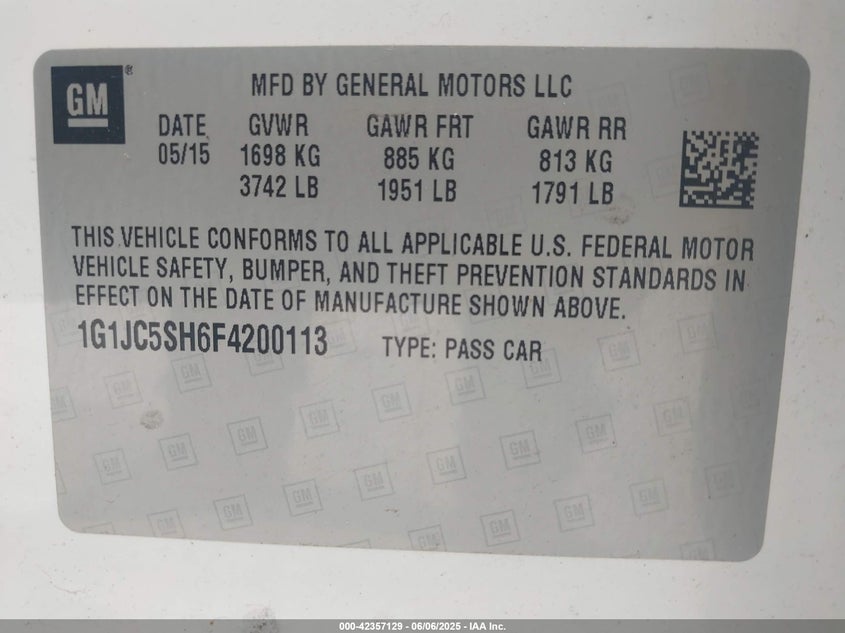 GM
MFD BY GENERAL MOTORS LLC
DATE GVWR GAWR FRT GAWR RR
05/15 1698 KG 885 KG 813 KG
3742 LB 1951 LB 1791 LB
THIS VEHICLE CONFORMS TO ALL APPLICABLE U.S. FEDERAL MOTOR
VEHICLE SAFETY, BUMPER, AND THEFT PREVENTION STANDARDS IN
EFFECT ON THE DATE OF MANUFACTURE SHOWN ABOVE.
1G1JC5SH6F4200113 TYPE: PASS CAR
000-42357129 - 06/06/2025 - IAA Inc.